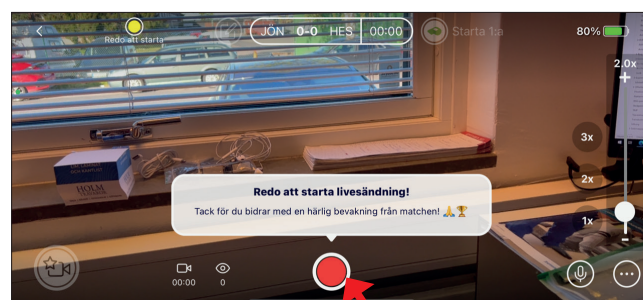 Redo att starta
JÖN 0-0 HES 00:00
Starta 1:a
80%
2.0x
3x
2x
1x
HOLM
Redo att starta livesändning!
Tack för du bidrar med en härlig bevakning från matchen! 🙏🏆
00:00
0